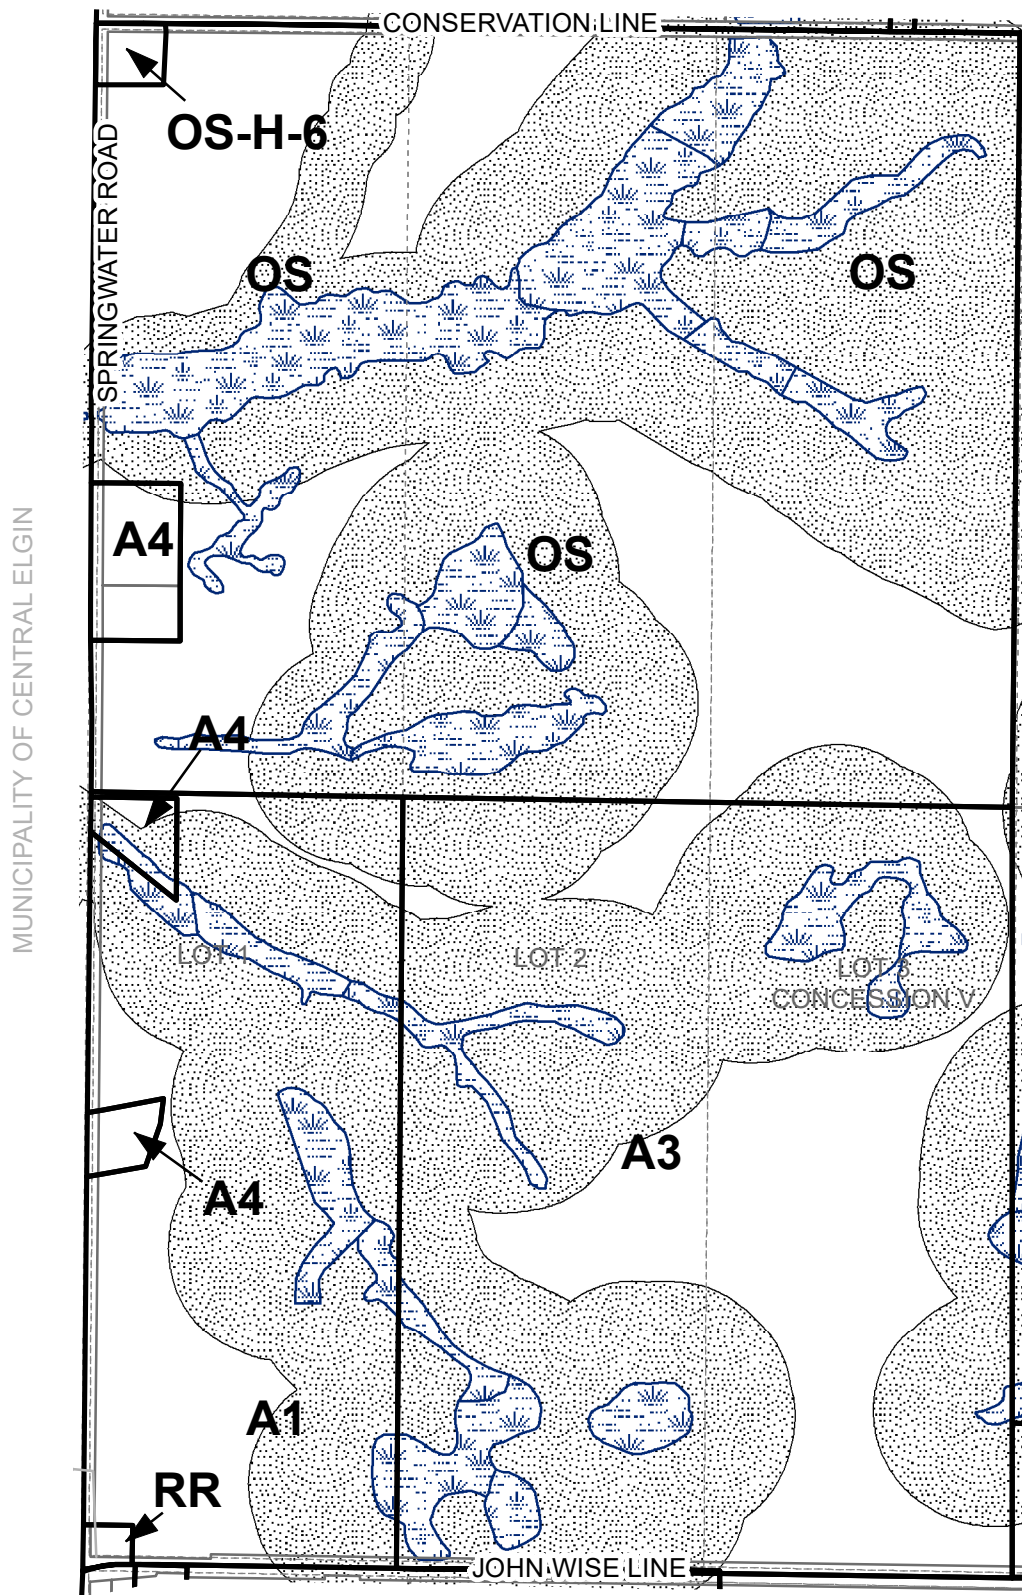 CONSERVATION LINE
OS-H-6
SPRINGWATER ROAD
OS
OS
A4
OS
MUNICIPALITY OF CENTRAL ELGIN
A4
LOT 1
LOT 2
LOT 3
CONCESSION V
A3
A4
A1
RR
JOHN WISE LINE